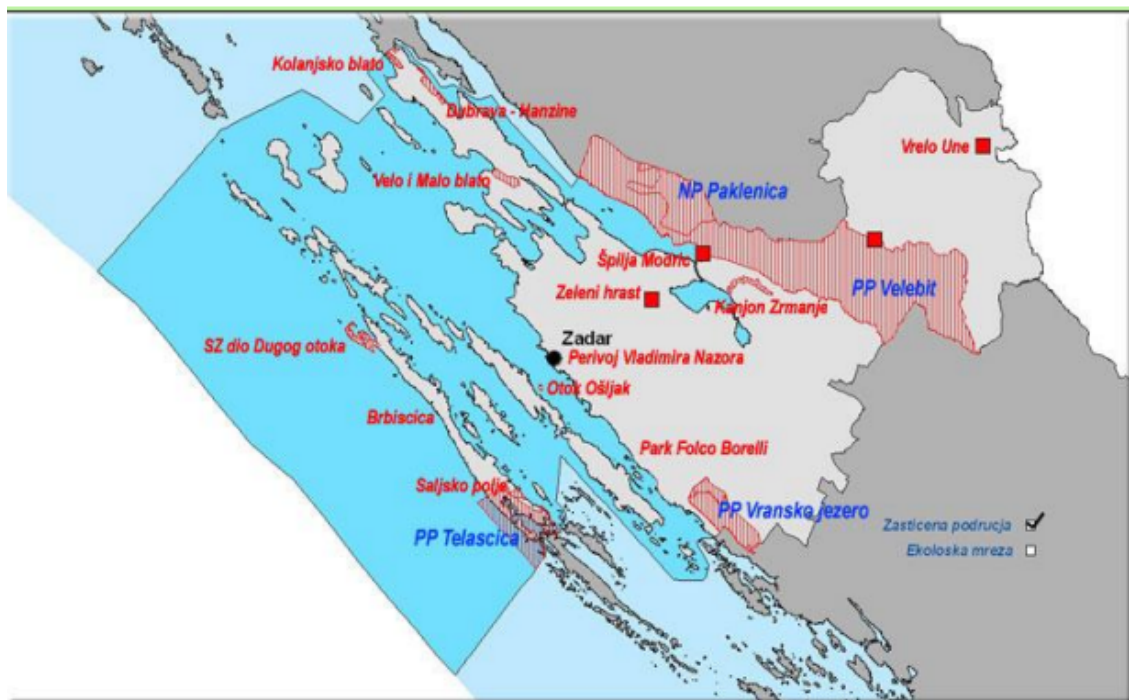 Kolanjsko blato
Dubrava - Hanzine
Vrelo Une
Velo i Malo blato
NP Paklenica
Špilja Modric
PP Velebit
Zeleni hrast
Kanjon Zrmanje
SZ dio Dugog otoka
Zadar
Perivoj Vladimira Nazora
Otok Ošljak
Brbiscica
Park Folco Borelli
Saljsko polje
PP Vransko jezero
PP Telascica
Zasticena podrucja
Ekoloska mreza